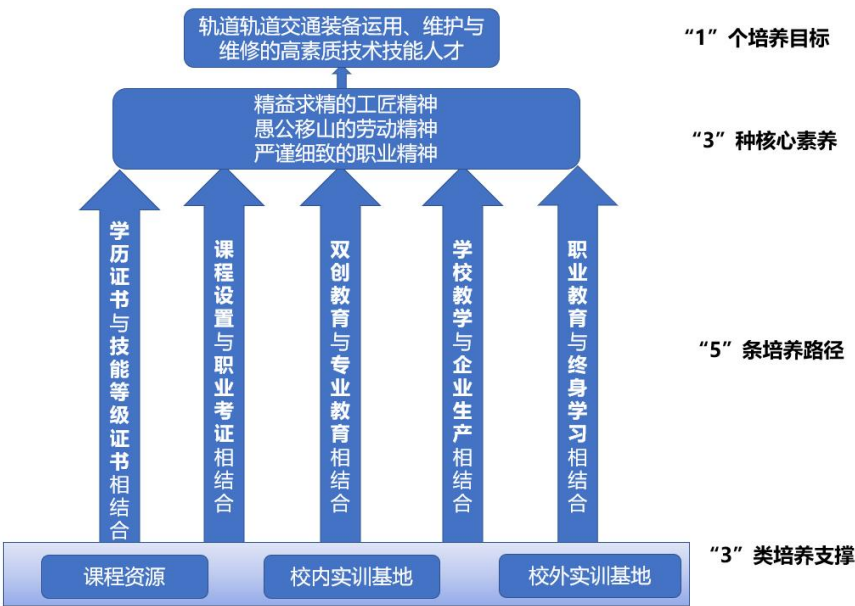 轨道轨道交通装备运用、维护与
维修的高素质技术技能人才
“1”个培养目标
精益求精的工匠精神
愚公移山的劳动精神
严谨细致的职业精神
“3”种核心素养
学历证书与技能等级证书相结合
课程设置与职业考证相结合
双创教育与专业教育相结合
学校教学与企业生产相结合
职业教育与终身学习相结合
“5”条培养路径
课程资源
校内实训基地
校外实训基地
“3”类培养支撑